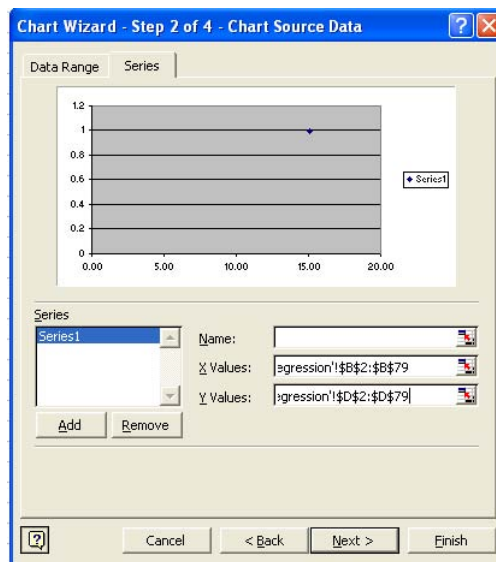 Chart Wizard - Step 2 of 4 - Chart Source Data
Data Range Series
1.2
1
0.8
0.6
0.4
0.2
0
0.00 5.00 10.00 15.00 20.00
Series1
Series
Series1
Name:
X Values: egression'!$B$2:$B$79
Y Values: egression'!$D$2:$D$79
Add Remove
Cancel < Back Next > Finish